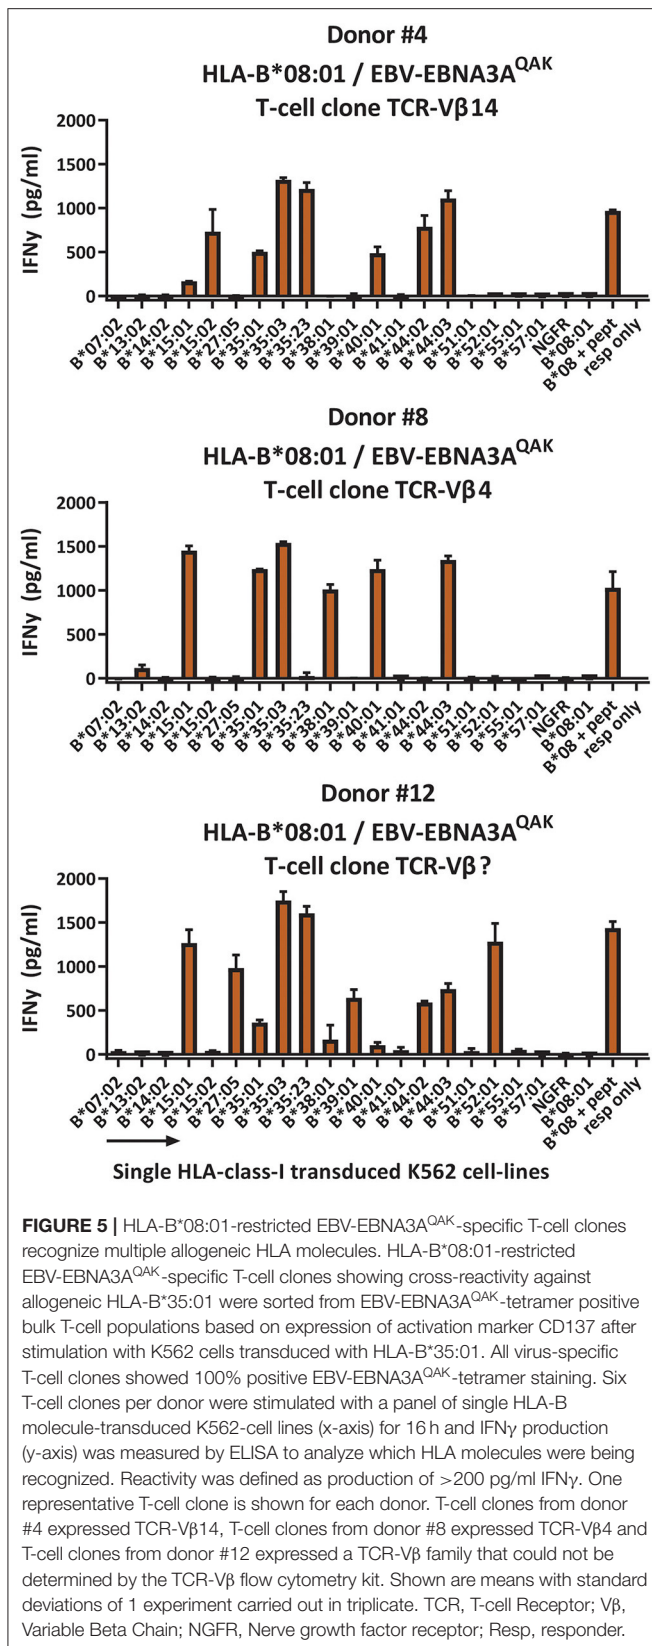 Donor #4
HLA-B*08:01 / EBV-EBNA3A^QAK
T-cell clone TCR-Vβ14
IFNγ (pg/ml)
2000
1500
1000
500
0
B*07:02
B*13:02
B*14:02
B*15:01
B*15:02
B*27:05
B*35:01
B*35:03
B*35:23
B*38:01
B*39:01
B*40:01
B*41:01
B*44:02
B*44:03
B*51:01
B*52:01
B*55:01
B*57:01
NGFR
B*08:01
B*08 + pept
resp only
Donor #8
HLA-B*08:01 / EBV-EBNA3A^QAK
T-cell clone TCR-Vβ4
IFNγ (pg/ml)
2000
1500
1000
500
0
B*07:02
B*13:02
B*14:02
B*15:01
B*15:02
B*27:05
B*35:01
B*35:03
B*35:23
B*38:01
B*39:01
B*40:01
B*41:01
B*44:02
B*44:03
B*51:01
B*52:01
B*55:01
B*57:01
NGFR
B*08:01
B*08 + pept
resp only
Donor #12
HLA-B*08:01 / EBV-EBNA3A^QAK
T-cell clone TCR-Vβ?
IFNγ (pg/ml)
2000
1500
1000
500
0
B*07:02
B*13:02
B*14:02
B*15:01
B*15:02
B*27:05
B*35:01
B*35:03
B*35:23
B*38:01
B*39:01
B*40:01
B*41:01
B*44:02
B*44:03
B*51:01
B*52:01
B*55:01
B*57:01
NGFR
B*08:01
B*08 + pept
resp only
Single HLA-class-I transduced K562 cell-lines
FIGURE 5 | HLA-B*08:01-restricted EBV-EBNA3A^QAK-specific T-cell clones
recognize multiple allogeneic HLA molecules. HLA-B*08:01-restricted
EBV-EBNA3A^QAK-specific T-cell clones showing cross-reactivity against
allogeneic HLA-B*35:01 were sorted from EBV-EBNA3A^QAK-tetramer positive
bulk T-cell populations based on expression of activation marker CD137 after
stimulation with K562 cells transduced with HLA-B*35:01. All virus-specific
T-cell clones showed 100% positive EBV-EBNA3A^QAK-tetramer staining. Six
T-cell clones per donor were stimulated with a panel of single HLA-B
molecule-transduced K562-cell lines (x-axis) for 16 h and IFNγ production
(y-axis) was measured by ELISA to analyze which HLA molecules were being
recognized. Reactivity was defined as production of >200 pg/ml IFNγ. One
representative T-cell clone is shown for each donor. T-cell clones from donor
#4 expressed TCR-Vβ14, T-cell clones from donor #8 expressed TCR-Vβ4 and
T-cell clones from donor #12 expressed a TCR-Vβ family that could not be
determined by the TCR-Vβ flow cytometry kit. Shown are means with standard
deviations of 1 experiment carried out in triplicate. TCR, T-cell Receptor; Vβ,
Variable Beta Chain; NGFR, Nerve growth factor receptor; Resp, responder.